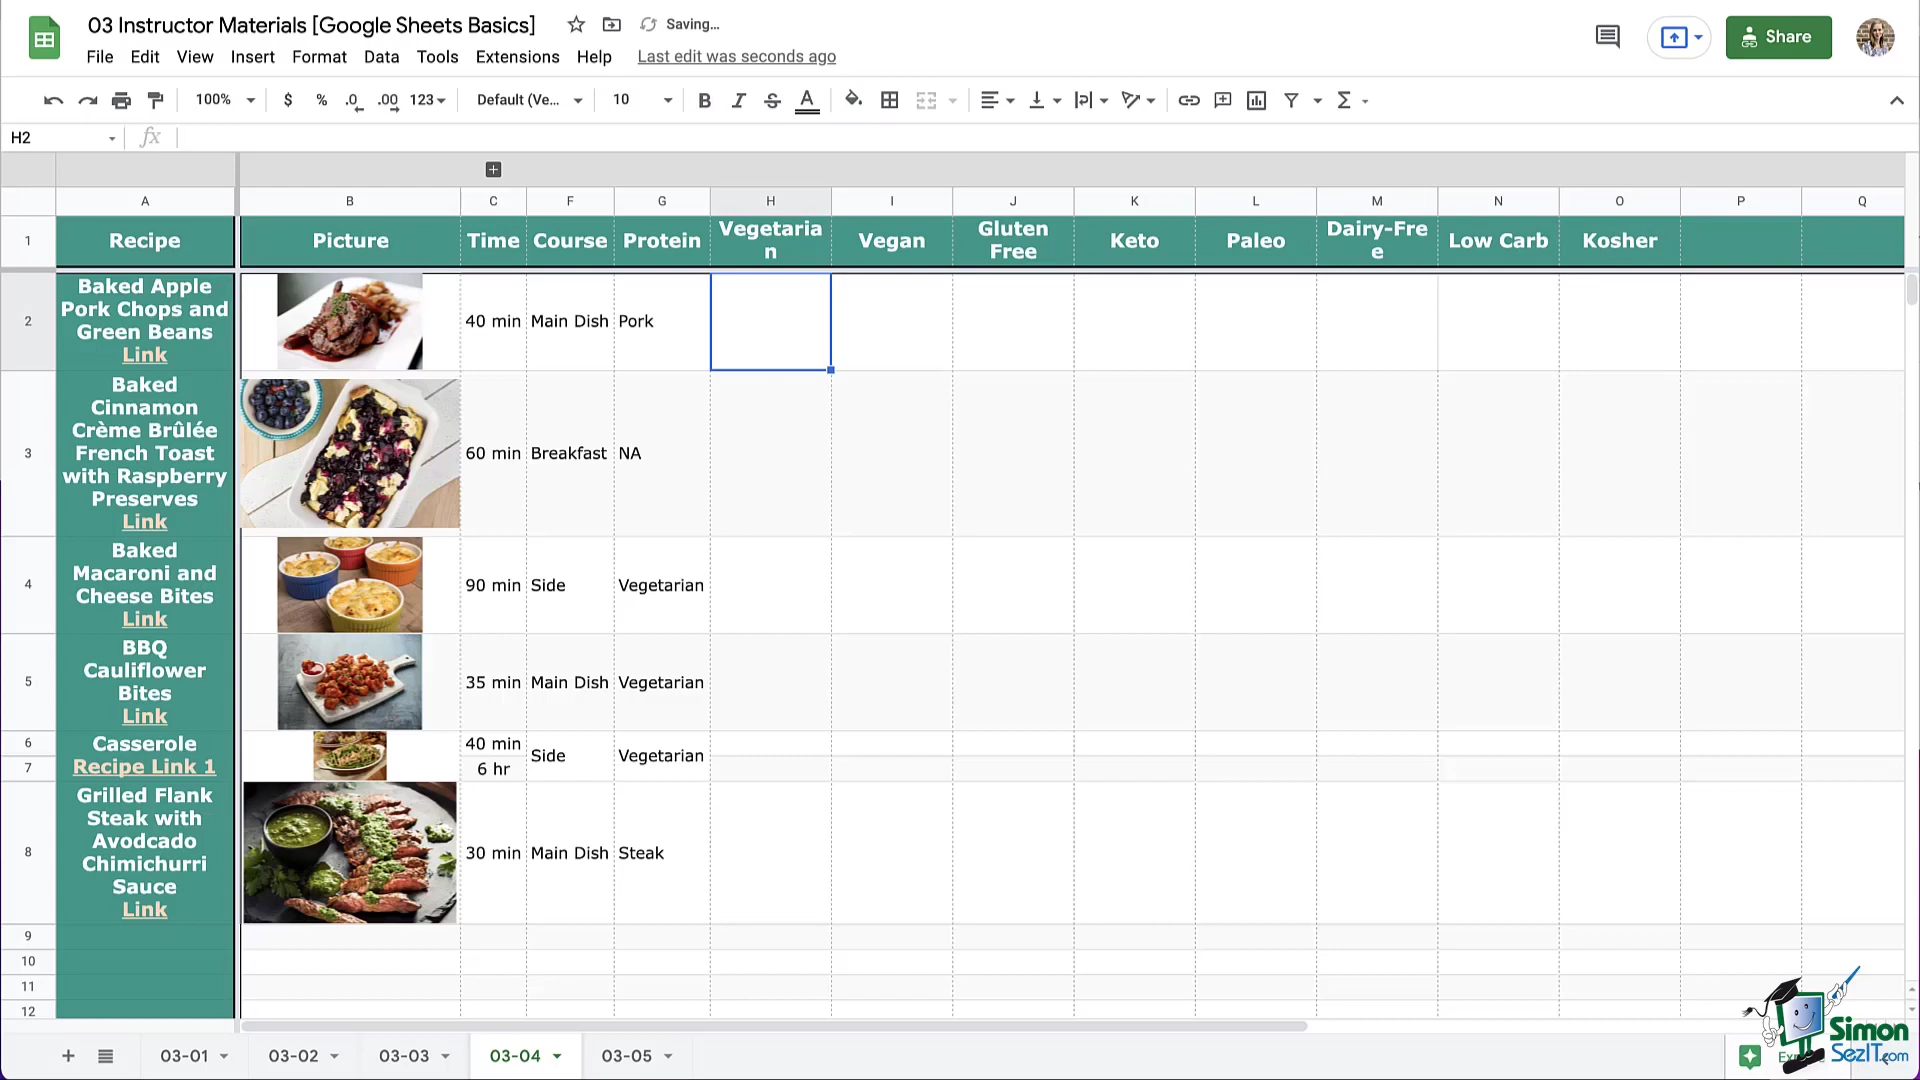 03 Instructor Materials [Google Sheets Basics] Saving...
File Edit View Insert Format Data Tools Extensions Help Last edit was seconds ago
Share
100% $ % .0 .00 123 Default (Ve... 10 B I S A
H2 fx
A B C F G H I J K L M N O P Q
1 Recipe Picture Time Course Protein Vegetaria
n Vegan Gluten
Free Keto Paleo Dairy-Fre
e Low Carb Kosher
2 Baked Apple
Pork Chops and
Green Beans
Link
40 min Main Dish Pork
3 Baked
Cinnamon
Crème Brûlée
French Toast
with Raspberry
Preserves
Link
60 min Breakfast NA
4 Baked
Macaroni and
Cheese Bites
Link
90 min Side Vegetarian
5 BBQ
Cauliflower
Bites
Link
35 min Main Dish Vegetarian
6 Casserole 40 min
7 Recipe Link 1 6 hr
Side Vegetarian
8 Grilled Flank
Steak with
Avodcado
Chimichurri
Sauce
Link
30 min Main Dish Steak
9
10
11
12
03-01 03-02 03-03 03-04 03-05
Simon
SezIT.com